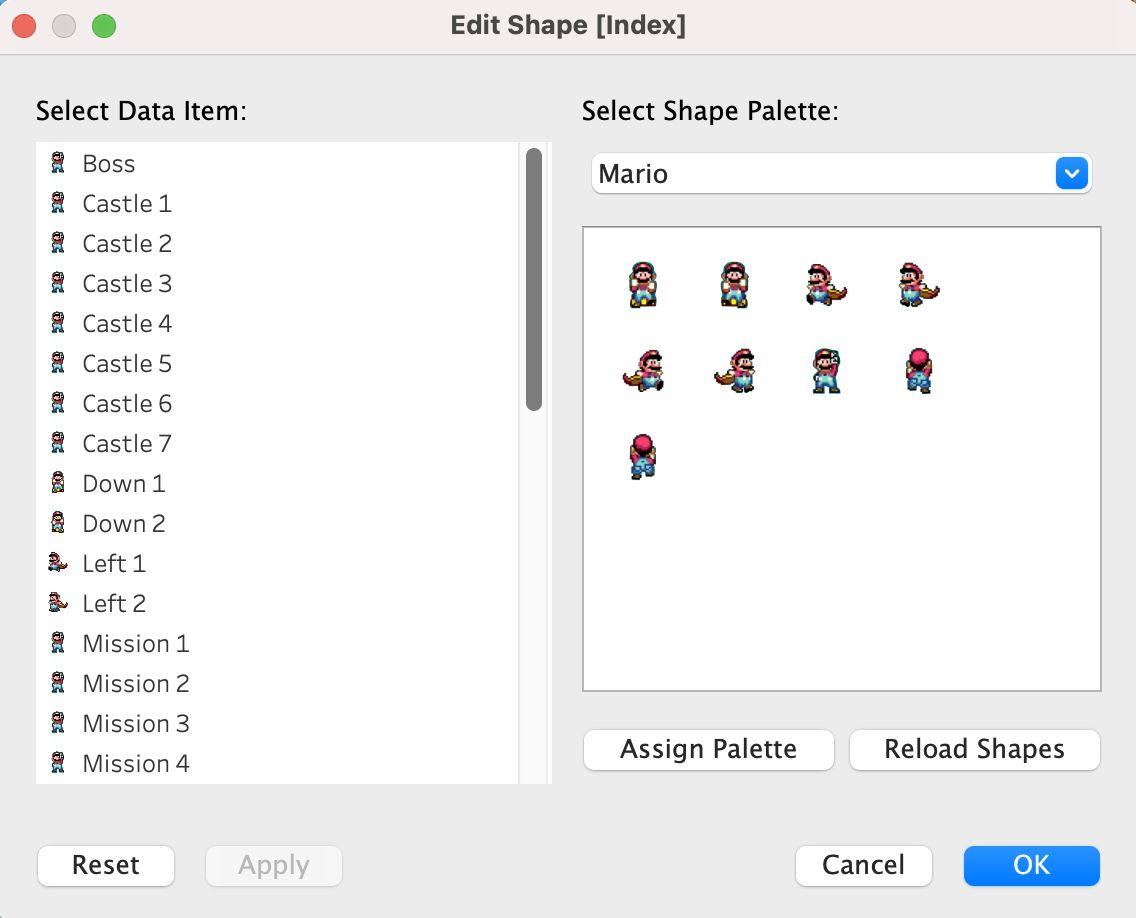 Edit Shape [Index]
Select Data Item:
Boss
Castle 1
Castle 2
Castle 3
Castle 4
Castle 5
Castle 6
Castle 7
Down 1
Down 2
Left 1
Left 2
Mission 1
Mission 2
Mission 3
Mission 4
Select Shape Palette:
Mario
Assign Palette
Reload Shapes
Reset
Apply
Cancel
OK